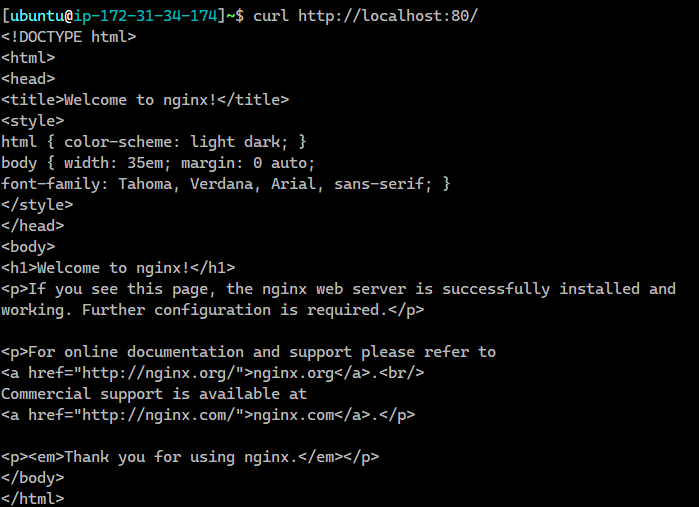 [ubuntu@ip-172-31-34-174]~$ curl http://localhost:80/
<!DOCTYPE html>
<html>
<head>
<title>Welcome to nginx!</title>
<style>
html { color-scheme: light dark; }
body { width: 35em; margin: 0 auto;
font-family: Tahoma, Verdana, Arial, sans-serif; }
</style>
</head>
<body>
<h1>Welcome to nginx!</h1>
<p>If you see this page, the nginx web server is successfully installed and
working. Further configuration is required.</p>

<p>For online documentation and support please refer to
<a href="http://nginx.org/">nginx.org</a>.<br/>
Commercial support is available at
<a href="http://nginx.com/">nginx.com</a>.</p>

<p><em>Thank you for using nginx.</em></p>
</body>
</html>